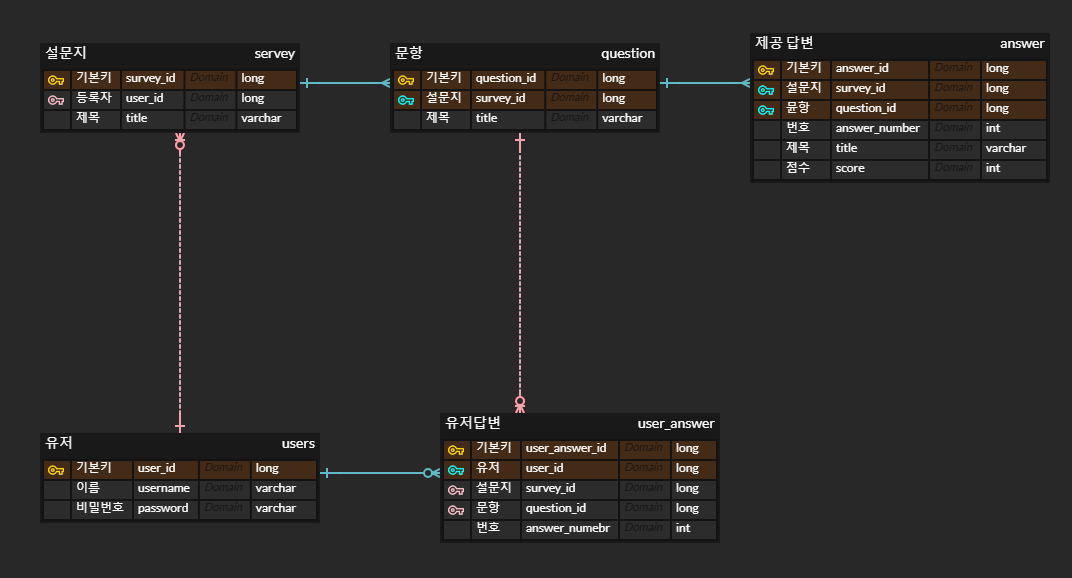 설문지 servey
기본키 survey_id Domain long
등록자 user_id Domain long
제목 title Domain varchar
문항 question
기본키 question_id Domain long
설문지 survey_id Domain long
제목 title Domain varchar
제공 답변 answer
기본키 answer_id Domain long
설문지 survey_id Domain long
문항 question_id Domain long
번호 answer_number Domain int
제목 title Domain varchar
점수 score Domain int
유저 users
기본키 user_id Domain long
이름 username Domain varchar
비밀번호 password Domain varchar
유저답변 user_answer
기본키 user_answer_id Domain long
유저 user_id Domain long
설문지 survey_id Domain long
문항 question_id Domain long
번호 answer_numebr Domain int